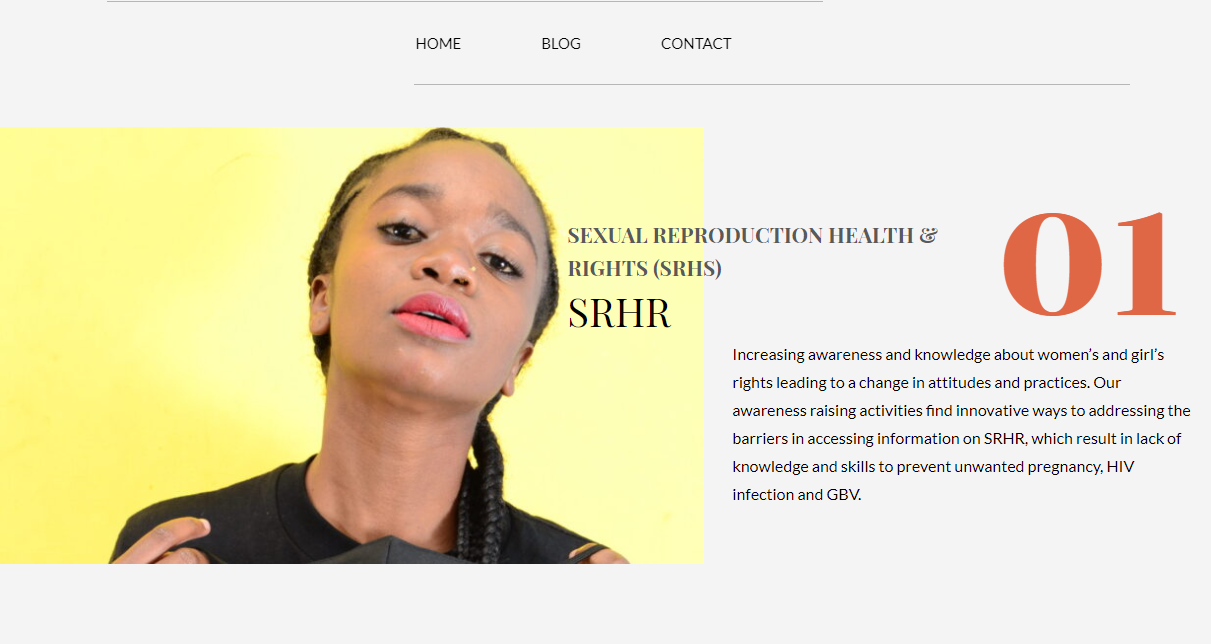 HOME BLOG CONTACT
SEXUAL REPRODUCTION HEALTH &
RIGHTS (SRHS)
01
SRHR
Increasing awareness and knowledge about women’s and girl’s
rights leading to a change in attitudes and practices. Our
awareness raising activities find innovative ways to addressing the
barriers in accessing information on SRHR, which result in lack of
knowledge and skills to prevent unwanted pregnancy, HIV
infection and GBV.